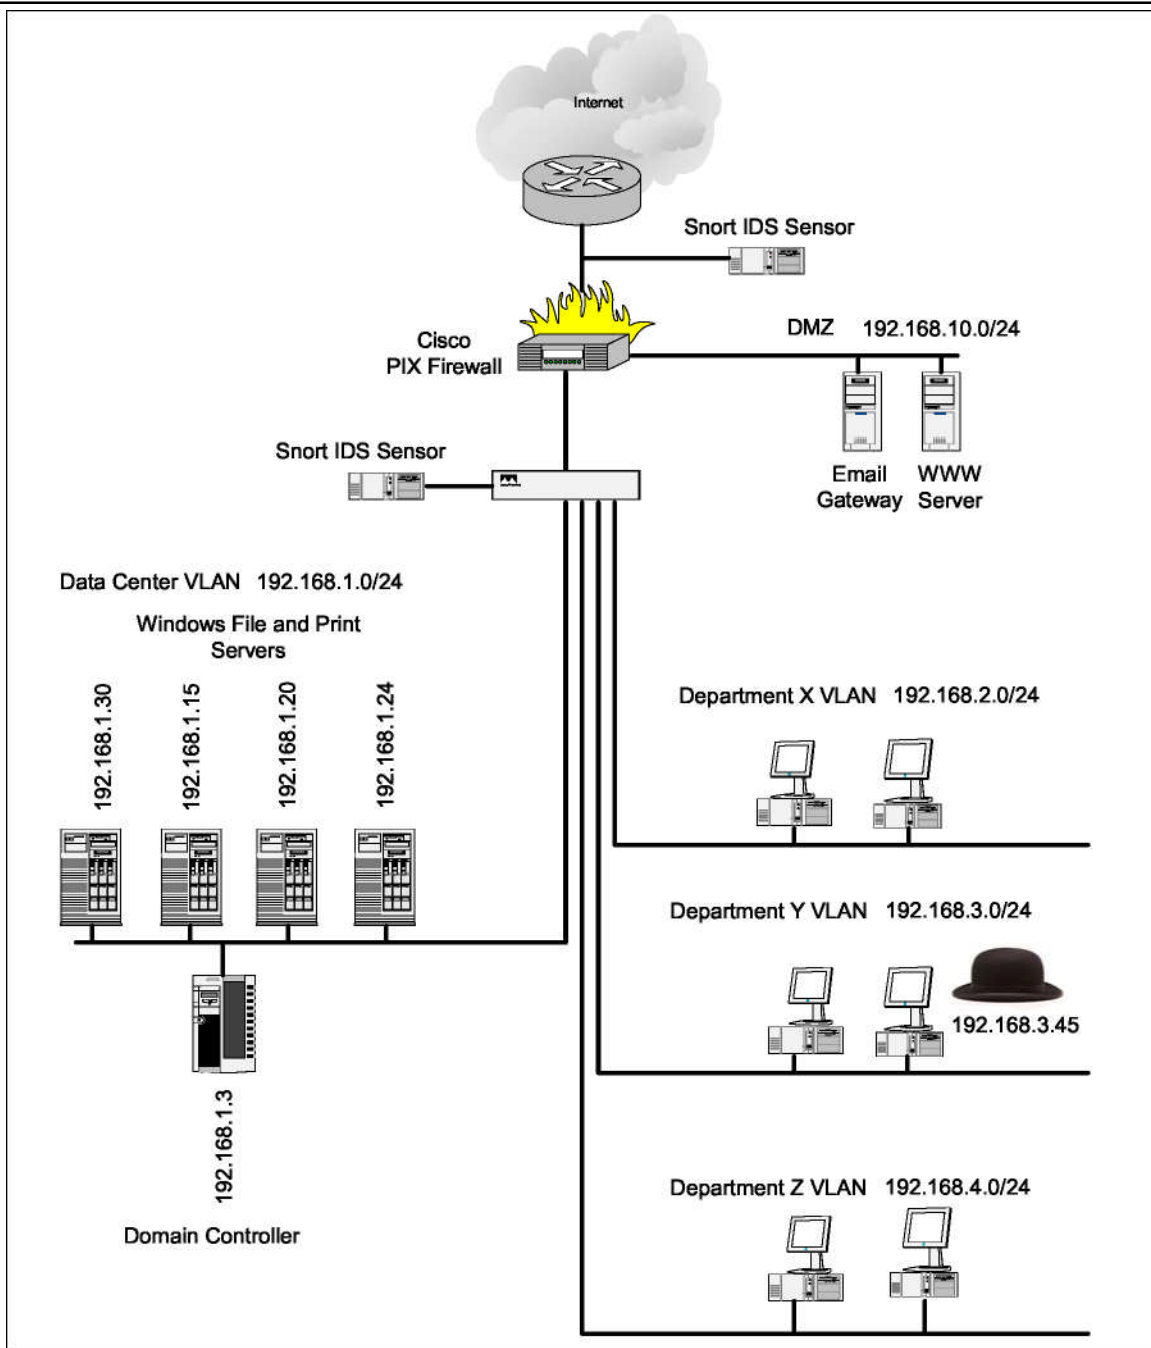 Internet
Snort IDS Sensor
DMZ 192.168.10.0/24
Cisco
PIX Firewall
Snort IDS Sensor
Email
Gateway
WWW
Server
Data Center VLAN 192.168.1.0/24
Windows File and Print
Servers
192.168.1.30
192.168.1.15
192.168.1.20
192.168.1.24
Department X VLAN 192.168.2.0/24
Department Y VLAN 192.168.3.0/24
192.168.3.45
192.168.1.3
Domain Controller
Department Z VLAN 192.168.4.0/24